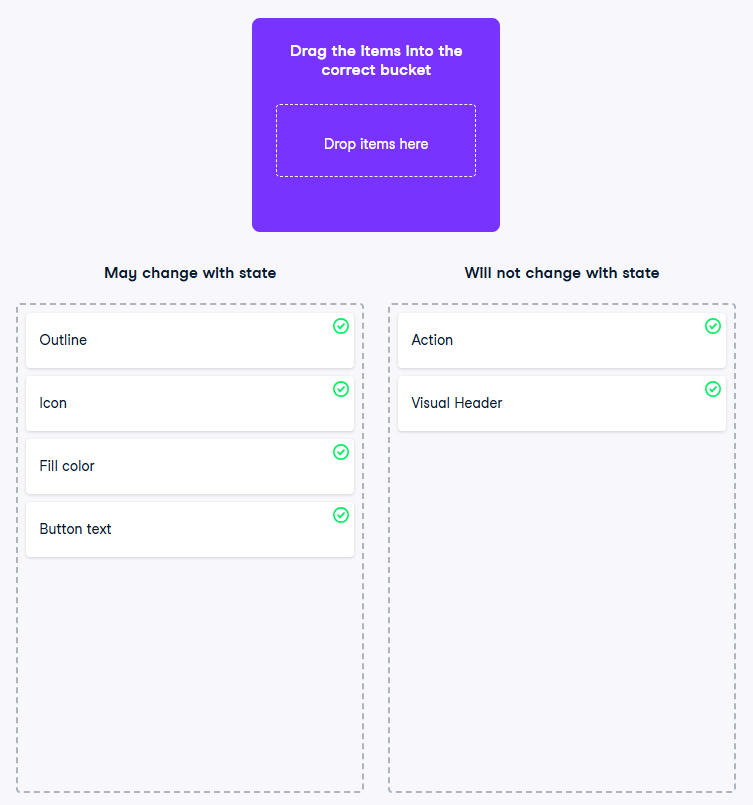 Drag the Items Into the
correct bucket
Drop items here
May change with state
Will not change with state
Outline
Icon
Fill color
Button text
Action
Visual Header